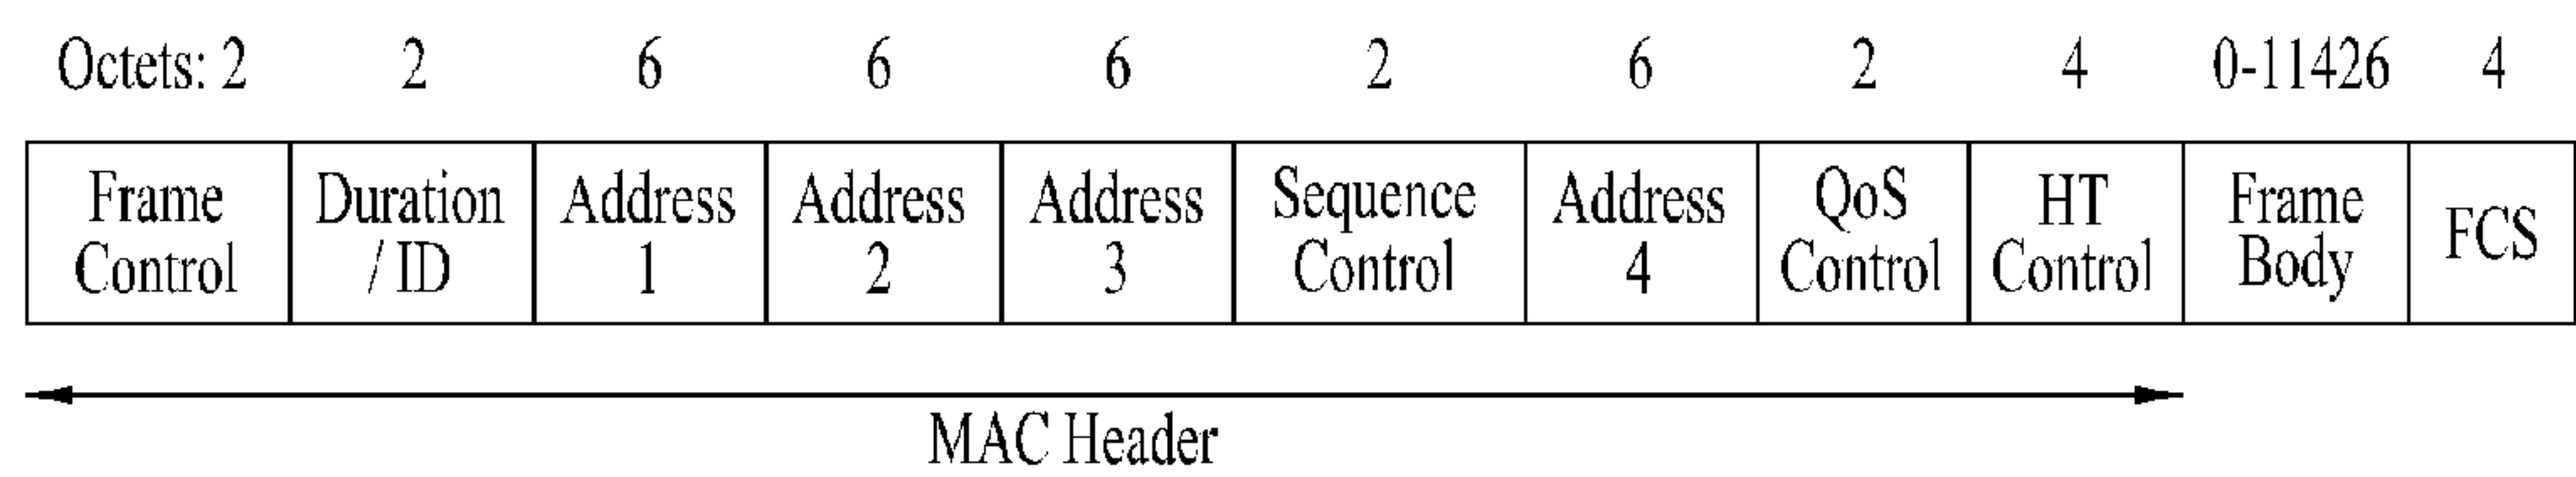 Octets: 2 2 6 6 6 2 6 2 4 0-11426 4
Frame Control
Duration / ID
Address 1
Address 2
Address 3
Sequence Control
Address 4
QoS Control
HT Control
Frame Body
FCS
MAC Header